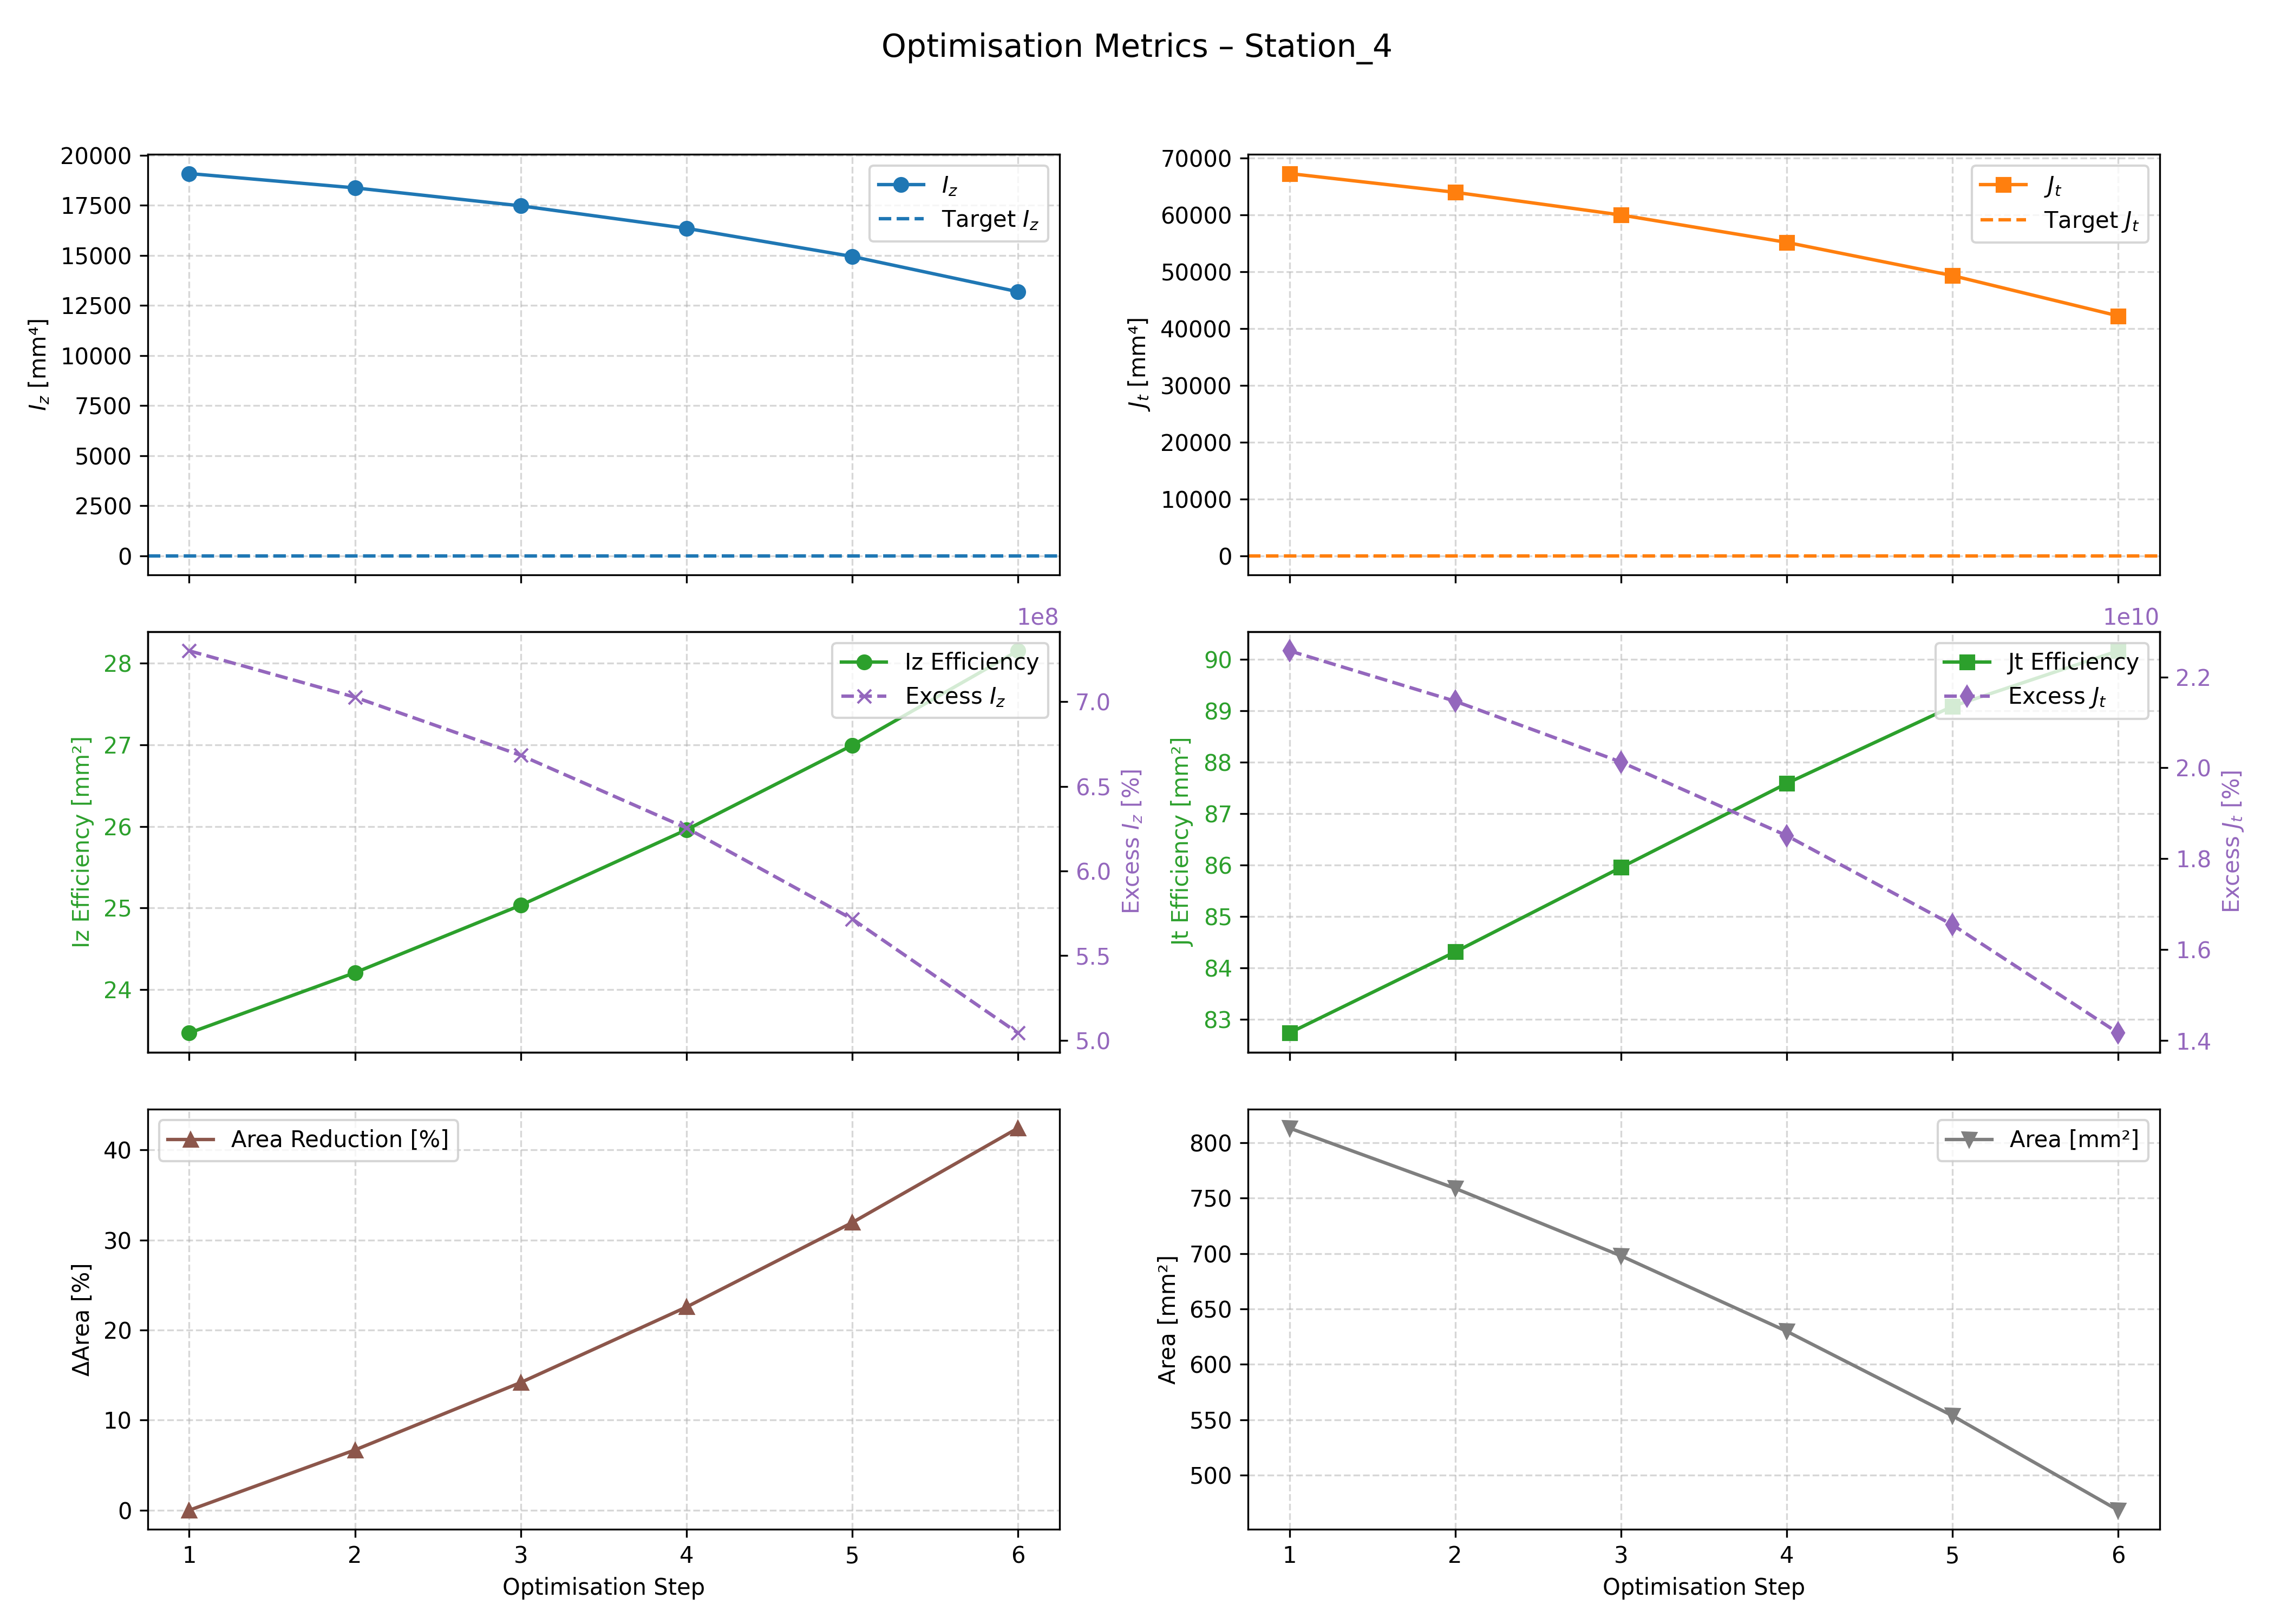 Optimisation Metrics – Station_4
20000
17500
15000
12500
10000
7500
5000
2500
0
I_z [mm⁴]
I_z
Target I_z
70000
60000
50000
40000
30000
20000
10000
0
J_t [mm⁴]
J_t
Target J_t
1e8
28
27
26
25
24
Iz Efficiency [mm²]
Iz Efficiency
Excess I_z
7.0
6.5
6.0
5.5
5.0
Excess I_z [%]
1e10
90
89
88
87
86
85
84
83
Jt Efficiency [mm²]
Jt Efficiency
Excess J_t
2.2
2.0
1.8
1.6
1.4
Excess J_t [%]
40
30
20
10
0
ΔArea [%]
Area Reduction [%]
1 2 3 4 5 6
Optimisation Step
800
750
700
650
600
550
500
Area [mm²]
Area [mm²]
1 2 3 4 5 6
Optimisation Step